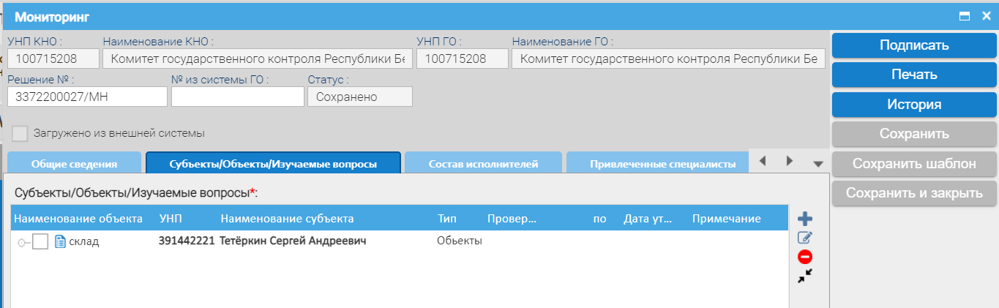 Мониторинг
УНП КНО : Наименование КНО : УНП ГО : Наименование ГО :
100715208 Комитет государственного контроля Республики Бе 100715208 Комитет государственного контроля Республики Бе
Решение № : № из системы ГО : Статус :
3372200027/МН Сохранено
Загружено из внешней системы
Общие сведения Субъекты/Объекты/Изучаемые вопросы Состав исполнителей Привлеченные специалисты
Субъекты/Объекты/Изучаемые вопросы*:
Наименование объекта УНП Наименование субъекта Тип Провер... по Дата ут... Примечание
склад 391442221 Тетёркин Сергей Андреевич Обьекты
Подписать
Печать
История
Сохранить
Сохранить шаблон
Сохранить и закрыть